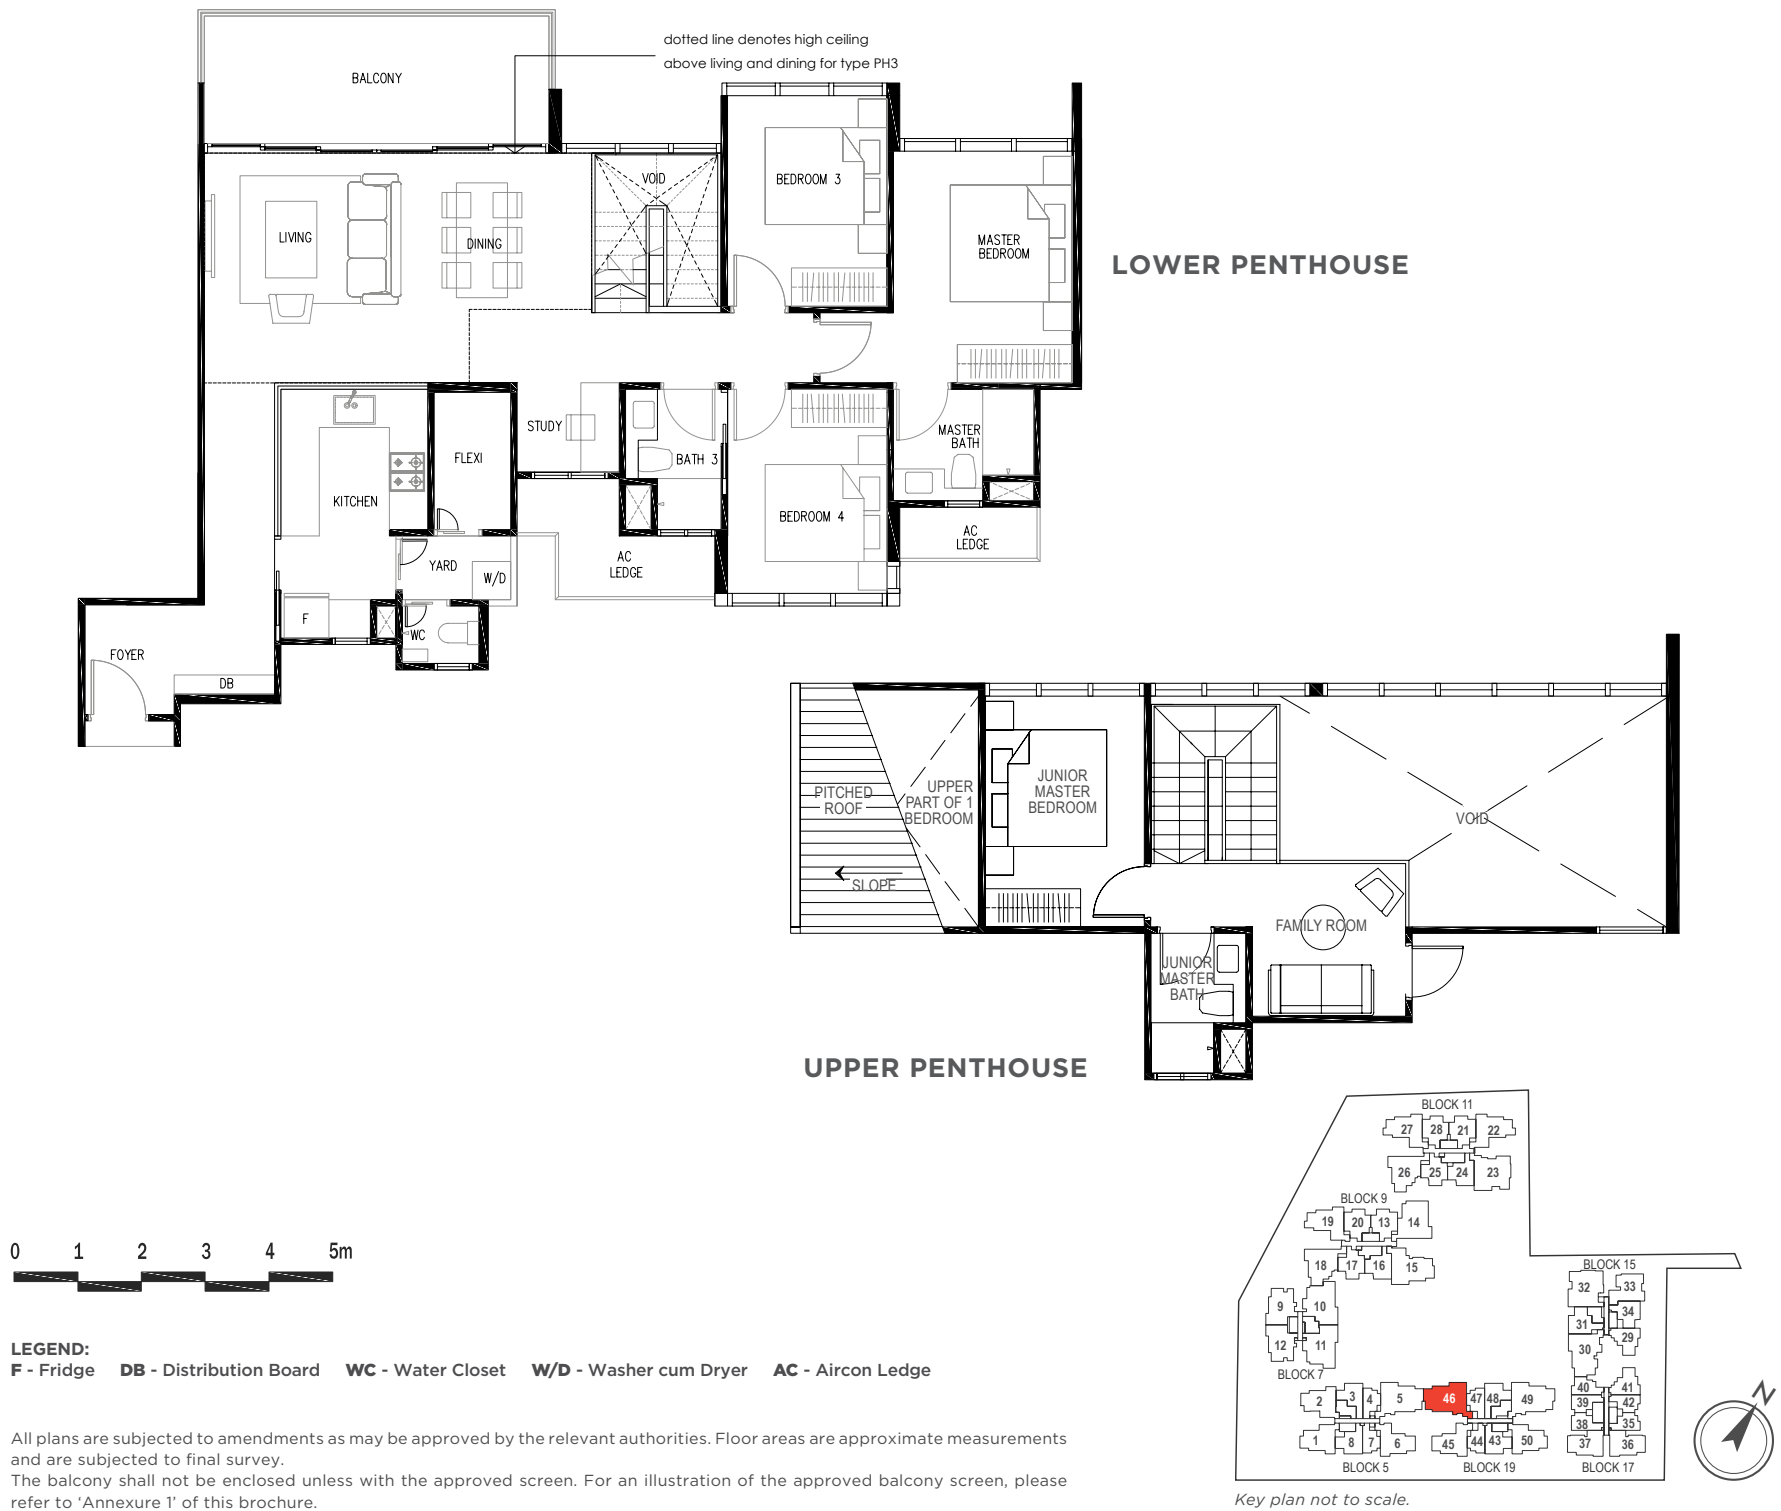 dotted line denotes high ceiling
above living and dining for type PH3
BALCONY
VOID
BEDROOM 3
LIVING
DINING
MASTER
BEDROOM
LOWER PENTHOUSE
STUDY
FLEXI
BATH 3
MASTER
BATH
KITCHEN
BEDROOM 4
AC
LEDGE
AC
LEDGE
YARD
W/D
F
WC
FOYER
DB
PITCHED
ROOF
UPPER
PART OF 1
BEDROOM
JUNIOR
MASTER
BEDROOM
VOID
SLOPE
FAMILY ROOM
JUNIOR
MASTER
BATH
UPPER PENTHOUSE
BLOCK 11
27 28 21 22
26 25 24 23
BLOCK 9
19 20 13 14
18 17 16 15
9 10
12 11
BLOCK 7
BLOCK 15
32 33
34
31
29
30
40 41
39 42
38 35
37 36
BLOCK 17
2 3 4 5
1 8 7 6
BLOCK 5
46 47 48 49
45 44 43 50
BLOCK 19
N
Key plan not to scale.
0 1 2 3 4 5m
LEGEND:
F - Fridge DB - Distribution Board WC - Water Closet W/D - Washer cum Dryer AC - Aircon Ledge
All plans are subjected to amendments as may be approved by the relevant authorities. Floor areas are approximate measurements
and are subjected to final survey.
The balcony shall not be enclosed unless with the approved screen. For an illustration of the approved balcony screen, please
refer to ‘Annexure 1’ of this brochure.